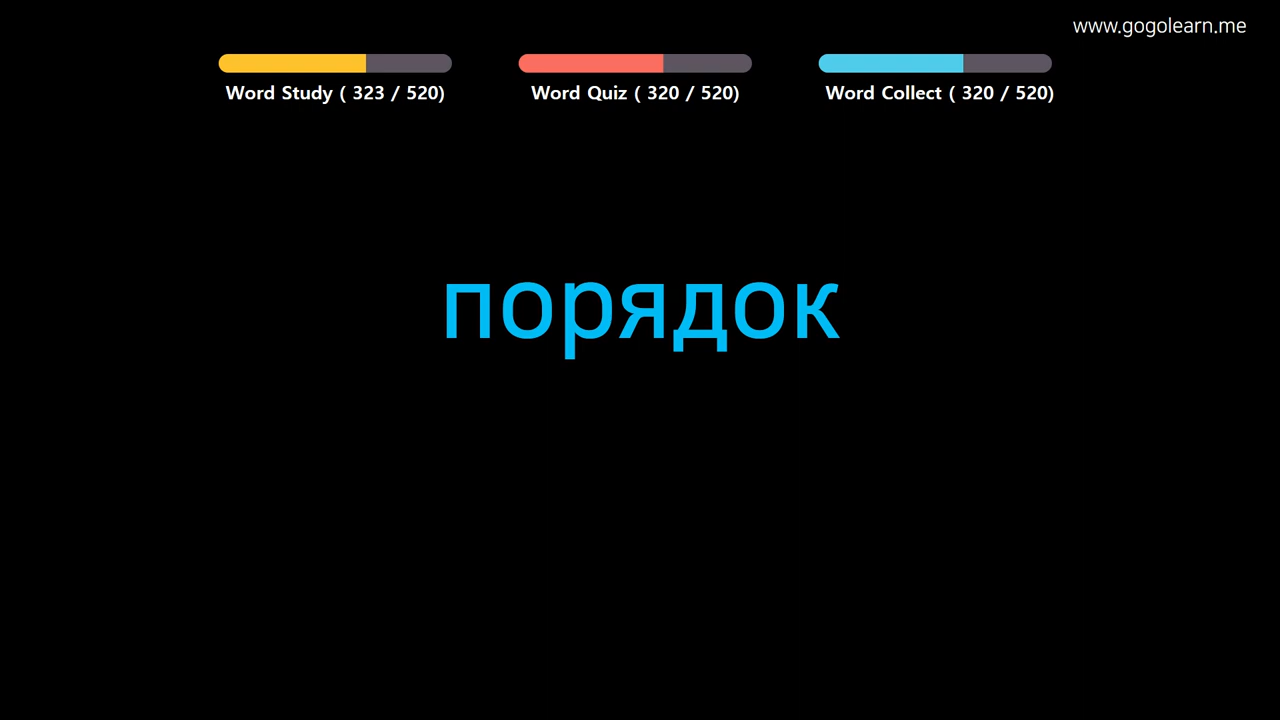 www.gogolearn.me
Word Study ( 323 / 520)
Word Quiz ( 320 / 520)
Word Collect ( 320 / 520)
порядок